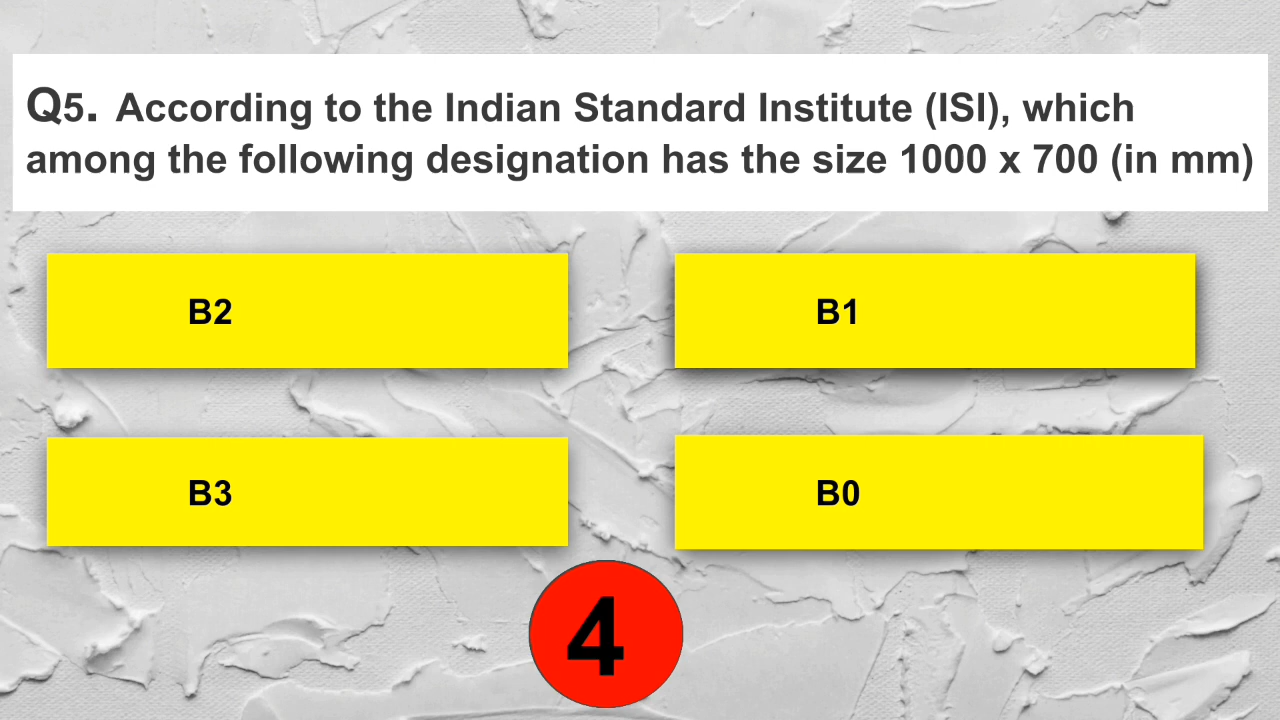 Q5. According to the Indian Standard Institute (ISI), which
among the following designation has the size 1000 x 700 (in mm)
B2
B1
B3
B0
4